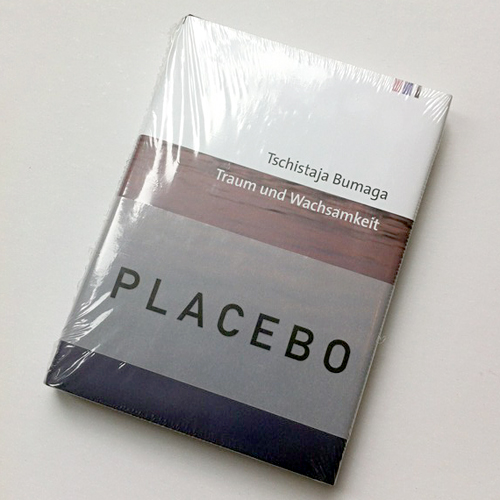 Tschistaja Bumaga
Traum und Wachsamkeit
PLACEBO